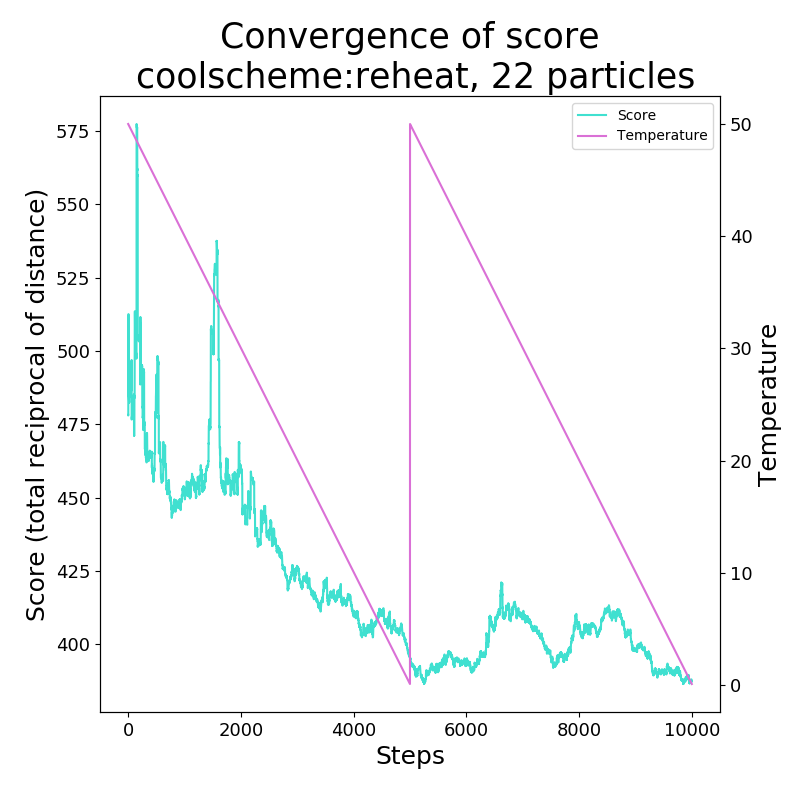 Convergence of score
coolscheme:reheat, 22 particles
Score
Temperature
575
550
525
500
475
450
425
400
Score (total reciprocal of distance)
50
40
30
20
10
0
Temperature
0
2000
4000
6000
8000
10000
Steps